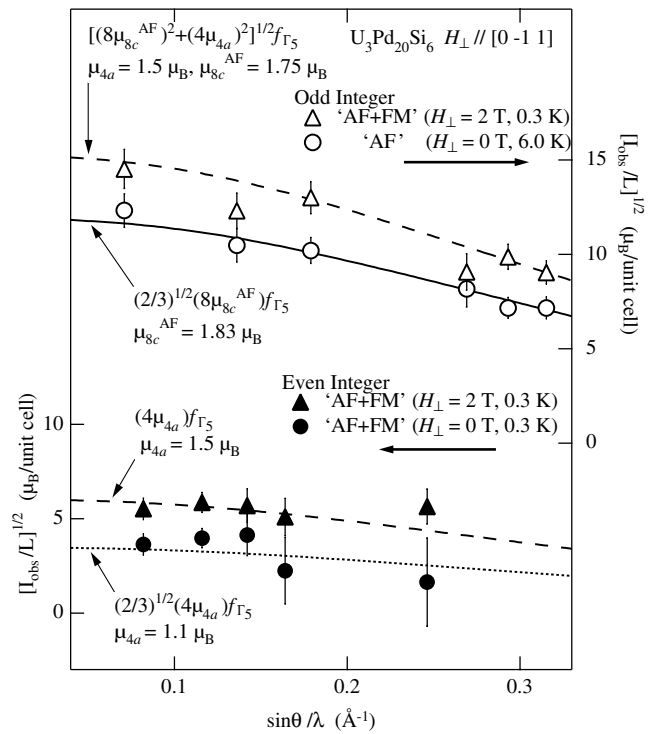 [(8μ8cAF)2+(4μ4a)2]1/2fΓ5
μ4a = 1.5 μB, μ8cAF = 1.75 μB
U3Pd20Si6 H⊥ // [0 -1 1]
Odd Integer
'AF+FM' (H⊥ = 2 T, 0.3 K)
'AF' (H⊥ = 0 T, 6.0 K)
15
10
5
0
[Iobs/L]1/2 (μB/unit cell)
(2/3)1/2(8μ8cAF)fΓ5
μ8cAF = 1.83 μB
Even Integer
'AF+FM' (H⊥ = 2 T, 0.3 K)
'AF+FM' (H⊥ = 0 T, 0.3 K)
10
5
0
[Iobs/L]1/2 (μB/unit cell)
(4μ4a)fΓ5
μ4a = 1.5 μB
(2/3)1/2(4μ4a)fΓ5
μ4a = 1.1 μB
0.1 0.2 0.3
sinθ/λ (Å-1)